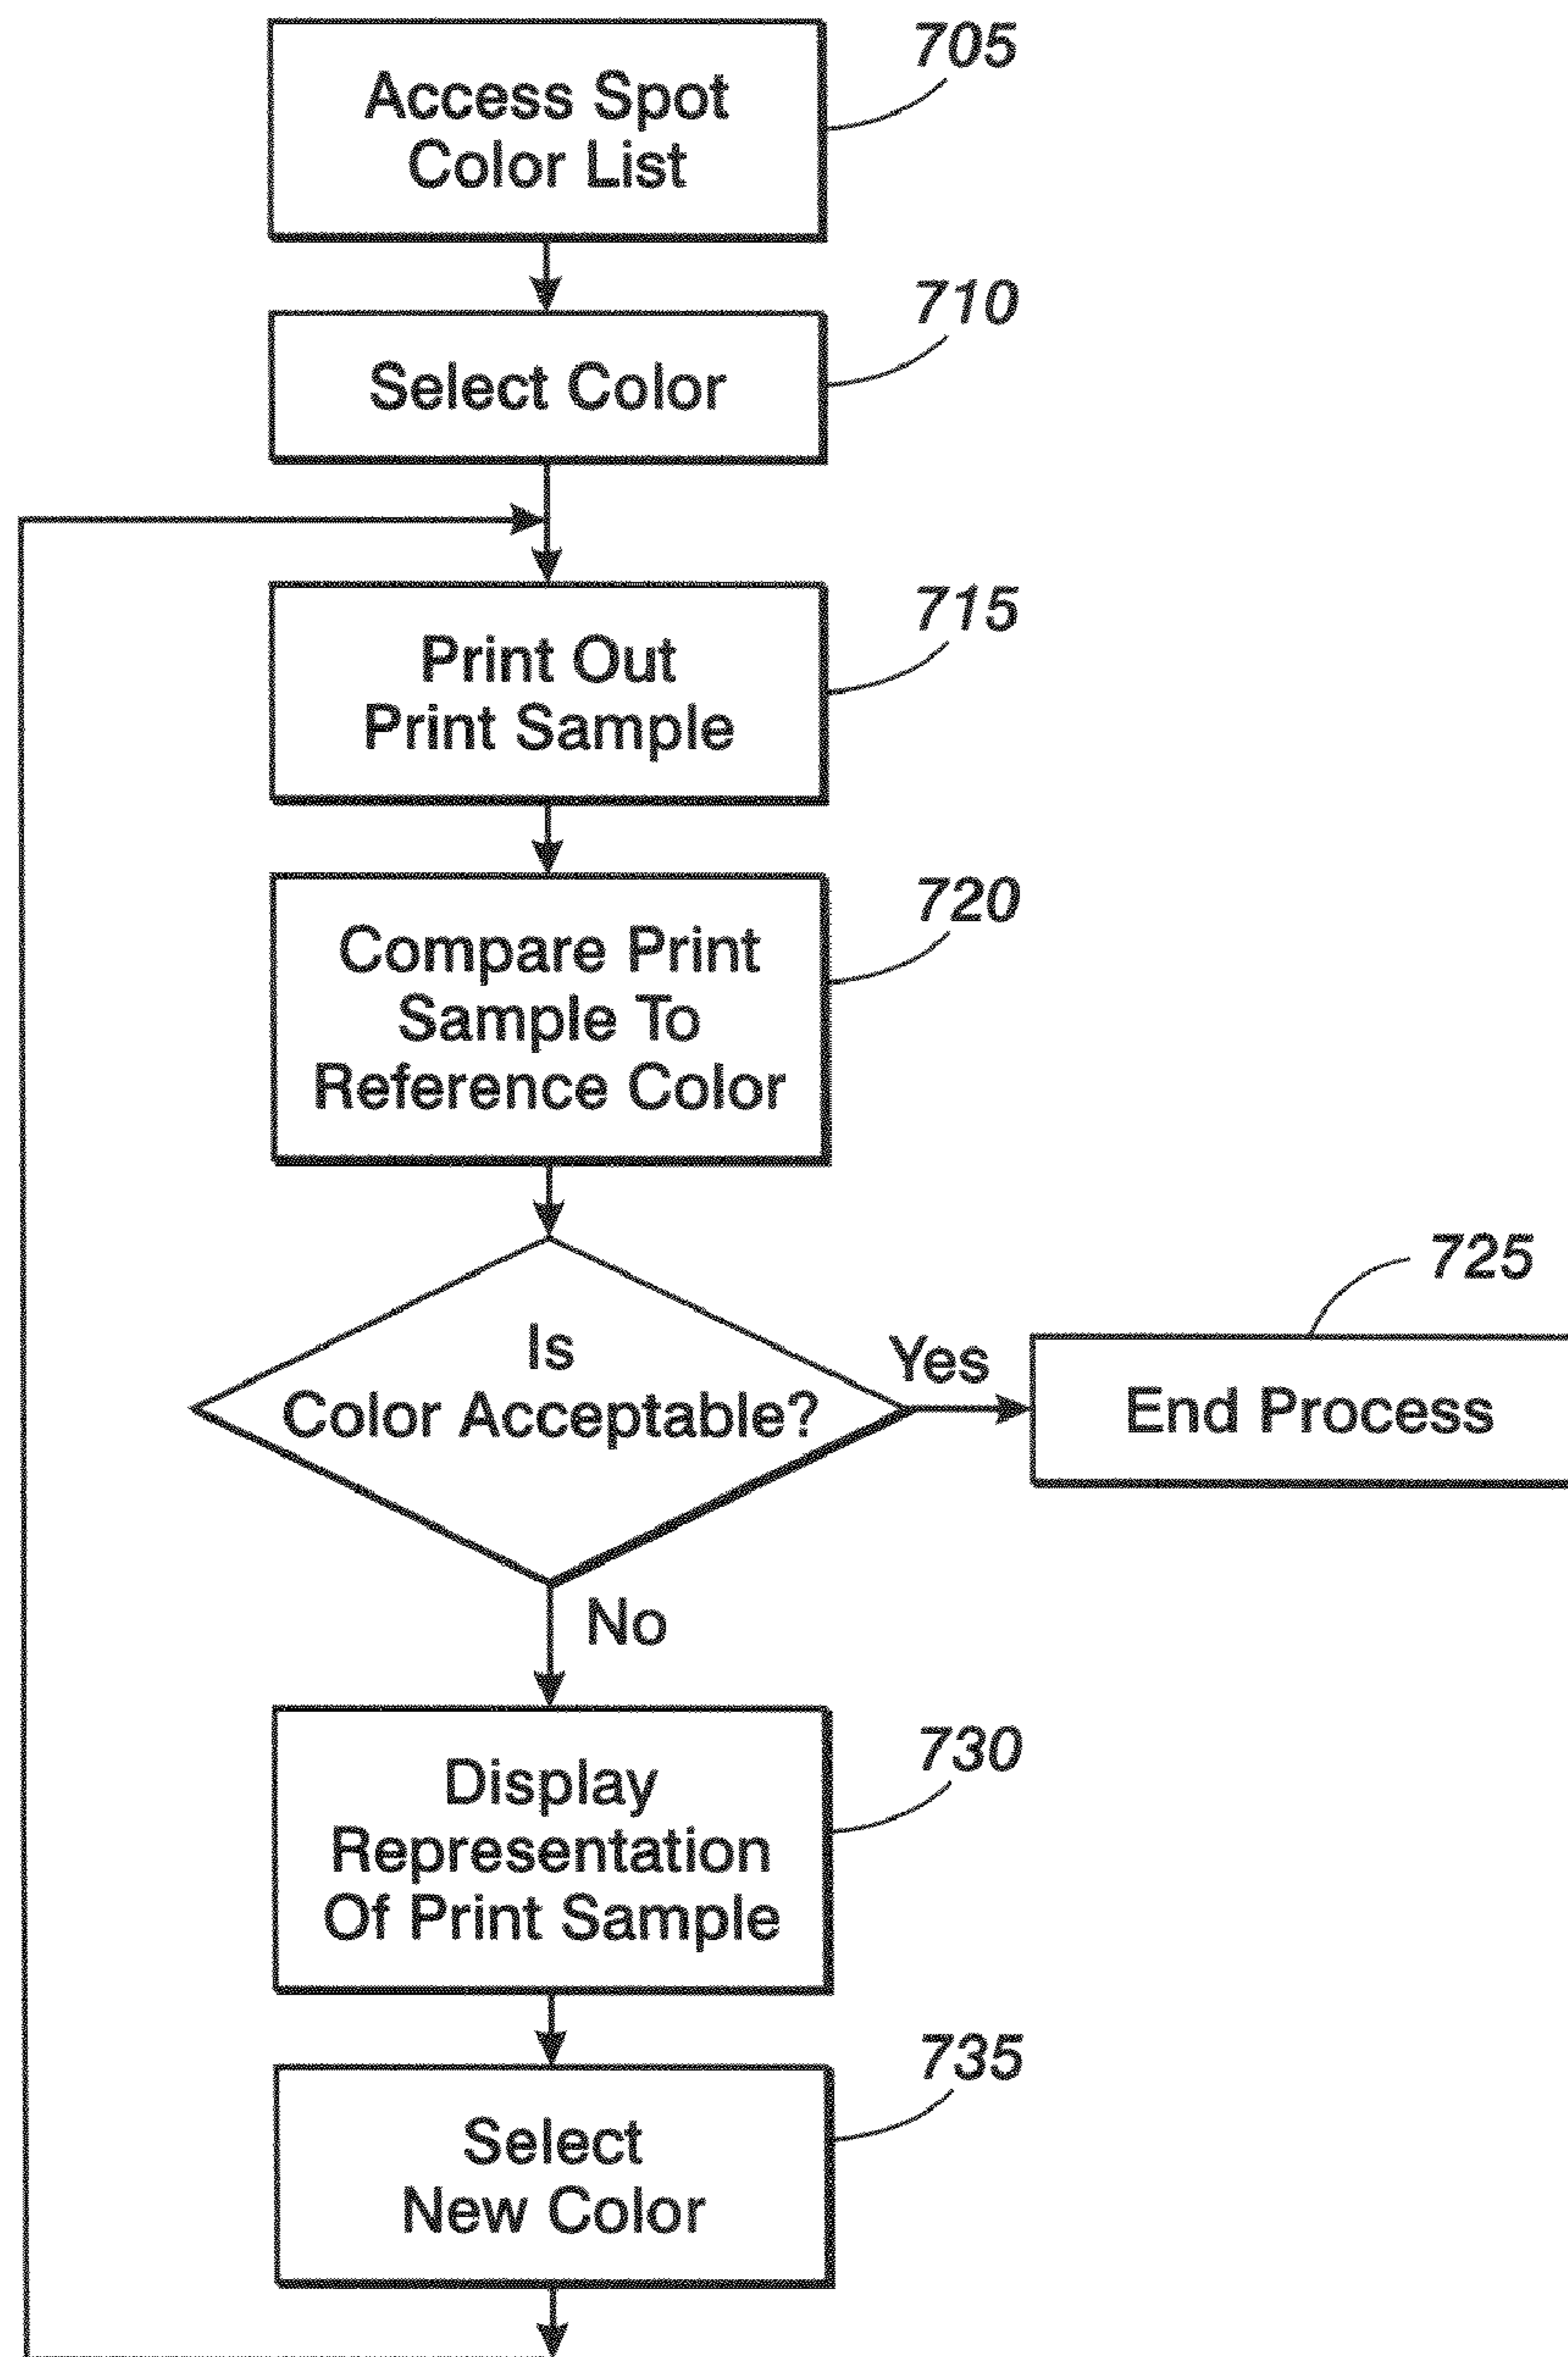 705
Access Spot
Color List
710
Select Color
715
Print Out
Print Sample
720
Compare Print
Sample To
Reference Color
725
Is
Color Acceptable?
Yes
End Process
No
730
Display
Representation
Of Print Sample
735
Select
New Color